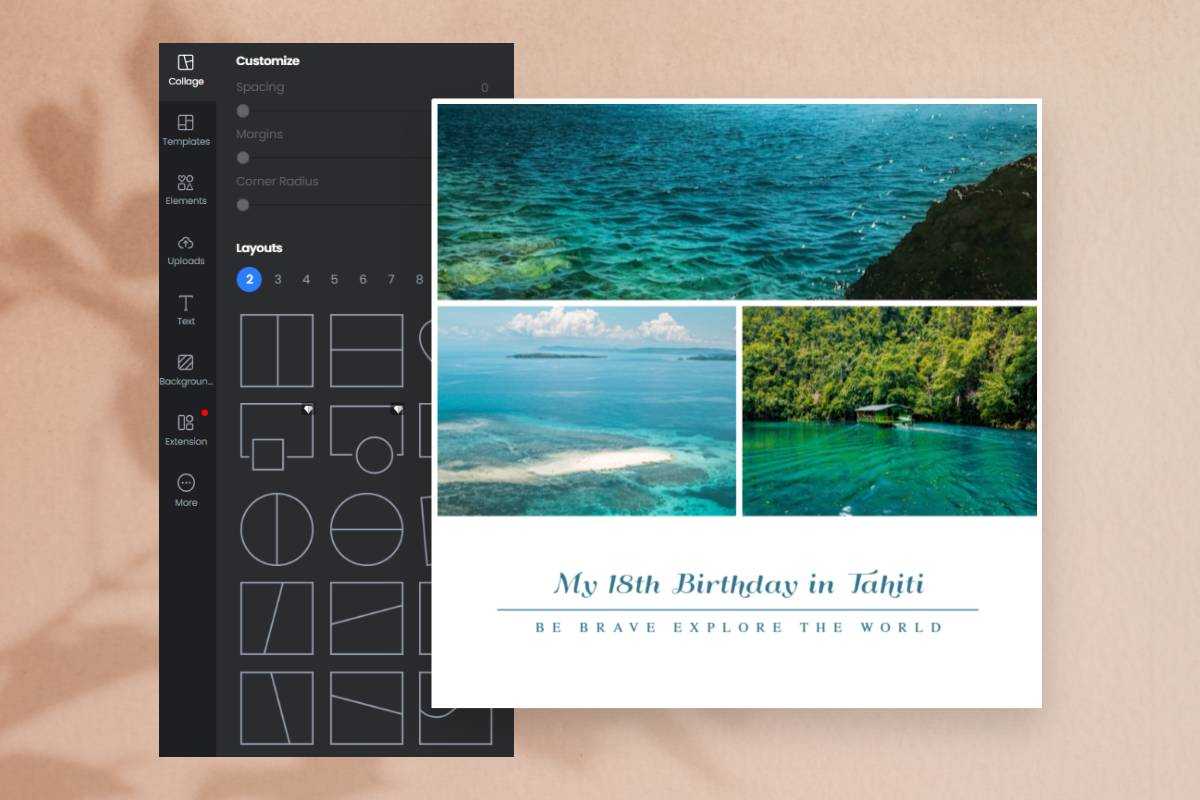 Collage
Templates
Elements
Uploads
Text
Backgroun...
Extension
More
Customize
Spacing 0
Margins
Corner Radius
Layouts
2 3 4 5 6 7 8
My 18th Birthday in Tahiti
BE BRAVE EXPLORE THE WORLD